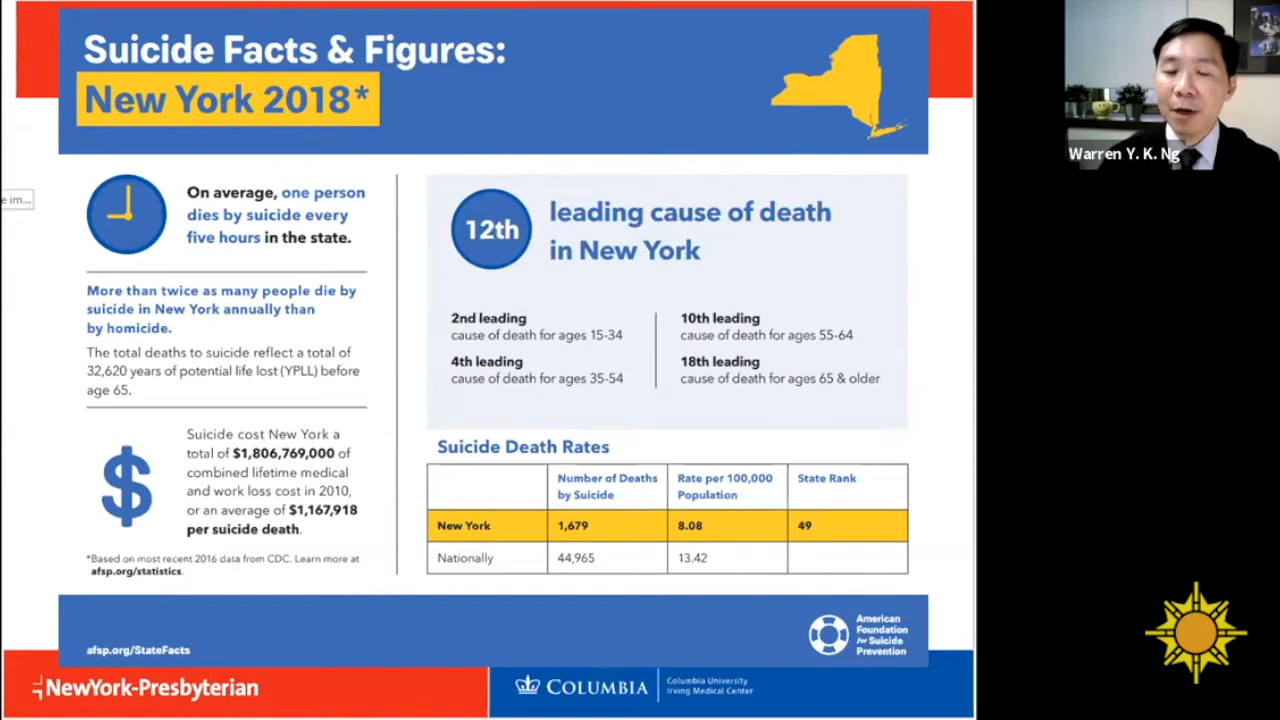 Suicide Facts & Figures:
New York 2018*
Warren Y. K. Ng
e im...
On average, one person
dies by suicide every
five hours in the state.
More than twice as many people die by
suicide in New York annually than
by homicide.
The total deaths to suicide reflect a total of
32,620 years of potential life lost (YPLL) before
age 65.
Suicide cost New York a
total of $1,806,769,000 of
combined lifetime medical
and work loss cost in 2010,
or an average of $1,167,918
per suicide death.
*Based on most recent 2016 data from CDC. Learn more at
afsp.org/statistics.
12th
leading cause of death
in New York
2nd leading
cause of death for ages 15-34
4th leading
cause of death for ages 35-54
10th leading
cause of death for ages 55-64
18th leading
cause of death for ages 65 & older
Suicide Death Rates
Number of Deaths
by Suicide
Rate per 100,000
Population
State Rank
New York 1,679 8.08 49
Nationally 44,965 13.42
afsp.org/StateFacts
American
Foundation
for Suicide
Prevention
NewYork-Presbyterian
COLUMBIA
Columbia University
Irving Medical Center